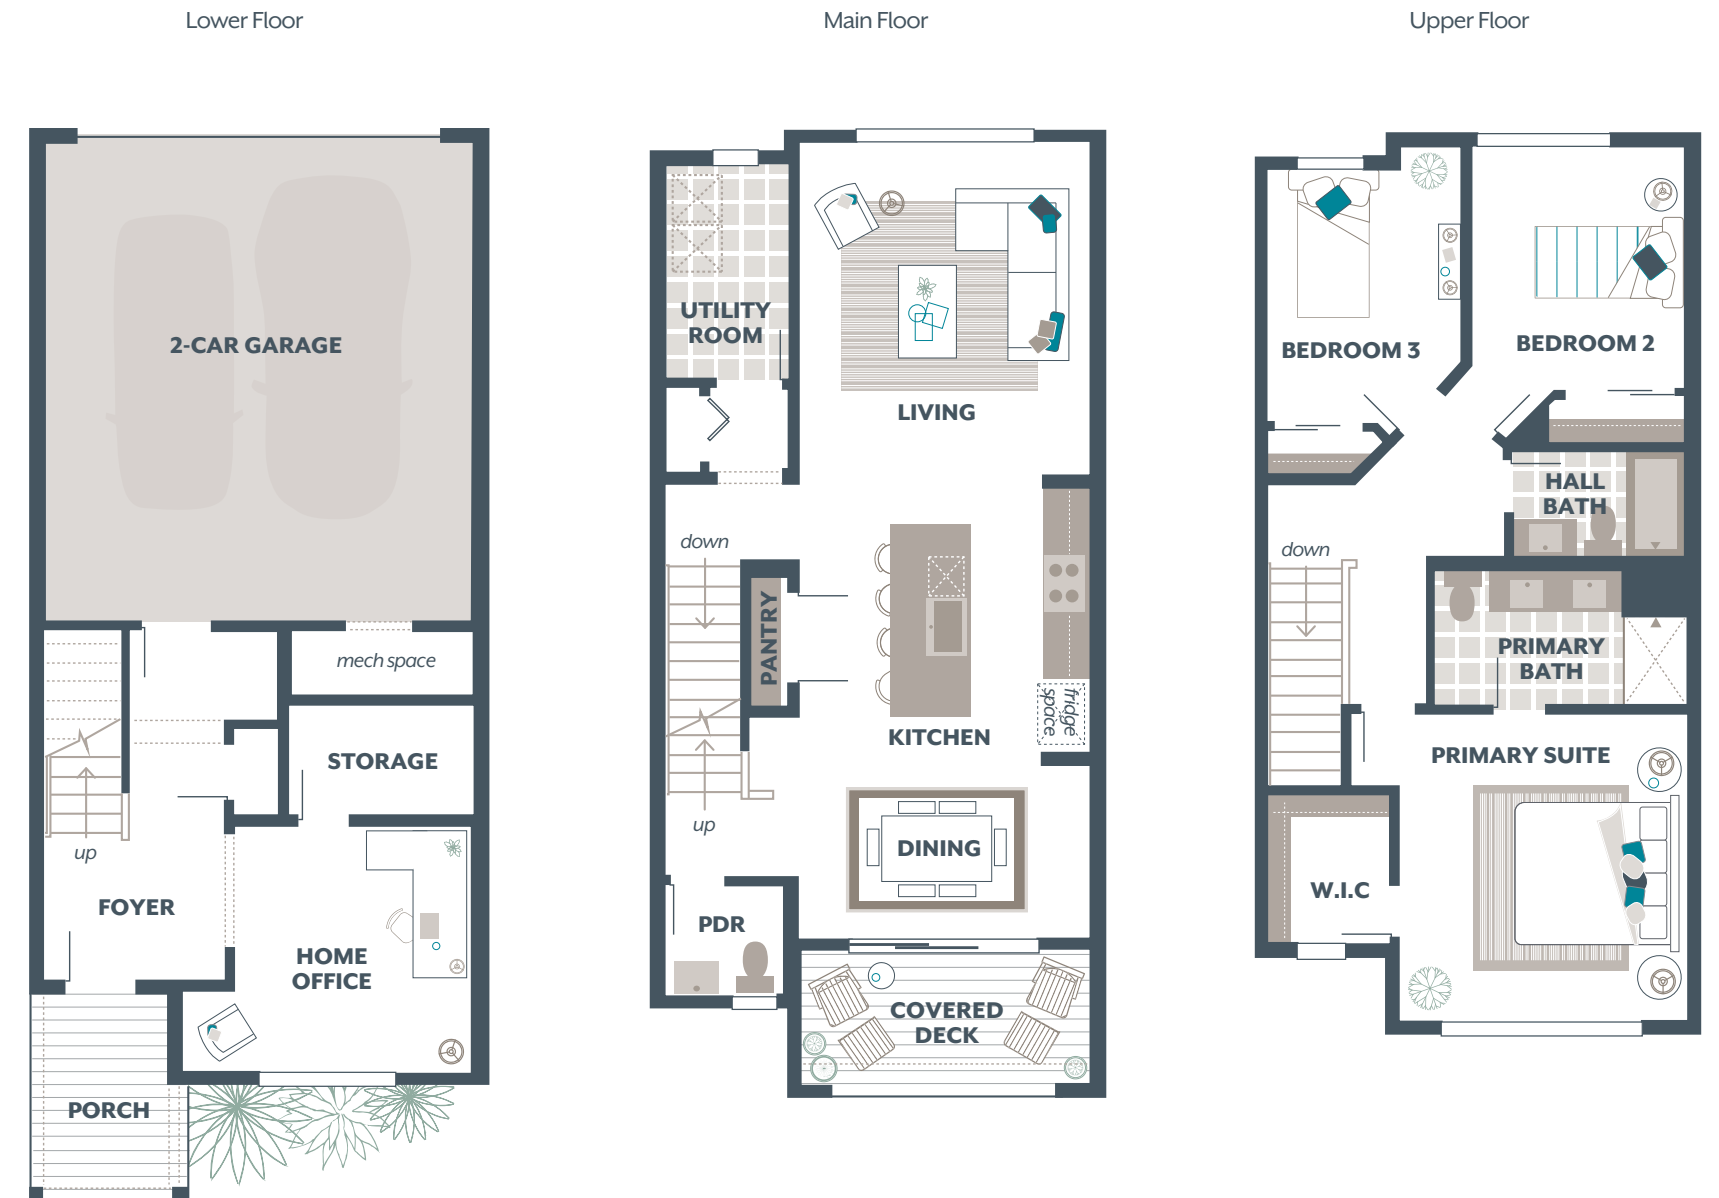 Lower Floor
Main Floor
Upper Floor
2-CAR GARAGE
mech space
STORAGE
up
FOYER
HOME
OFFICE
PORCH
UTILITY
ROOM
LIVING
down
PANTRY
fridge
space
KITCHEN
up
DINING
PDR
COVERED
DECK
BEDROOM 3
BEDROOM 2
HALL
BATH
down
PRIMARY
BATH
PRIMARY SUITE
W.I.C